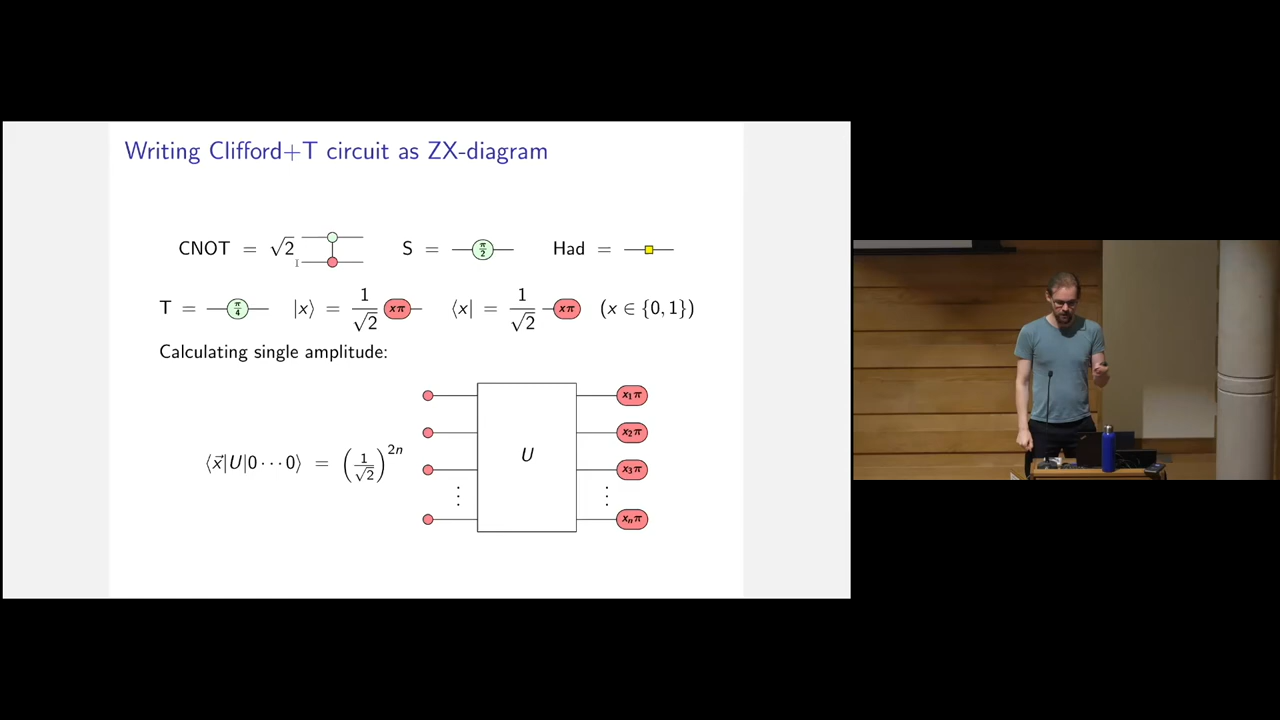 Writing Clifford+T circuit as ZX-diagram
CNOT = √2 S = π/2 Had =
T = π/4 |x⟩ = 1/√2 xπ ⟨x| = 1/√2 xπ (x ∈ {0, 1})
Calculating single amplitude:
x₁π
x₂π
⟨x⃗|U|0⋯0⟩ = (1/√2)²ⁿ U
x₃π
⋮ ⋮
xₙπ